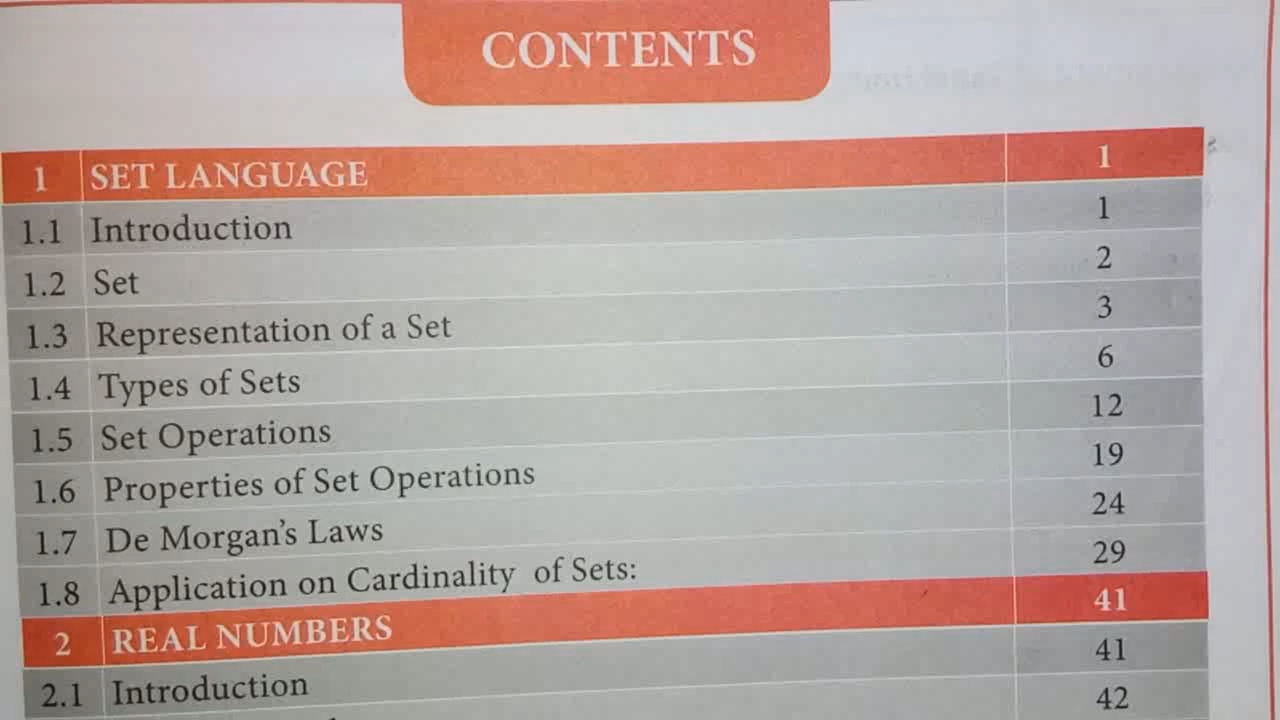 CONTENTS
1 SET LANGUAGE 1
1.1 Introduction 1
1.2 Set 2
1.3 Representation of a Set 3
1.4 Types of Sets 6
1.5 Set Operations 12
1.6 Properties of Set Operations 19
1.7 De Morgan's Laws 24
1.8 Application on Cardinality of Sets: 29
2 REAL NUMBERS 41
2.1 Introduction 41
42